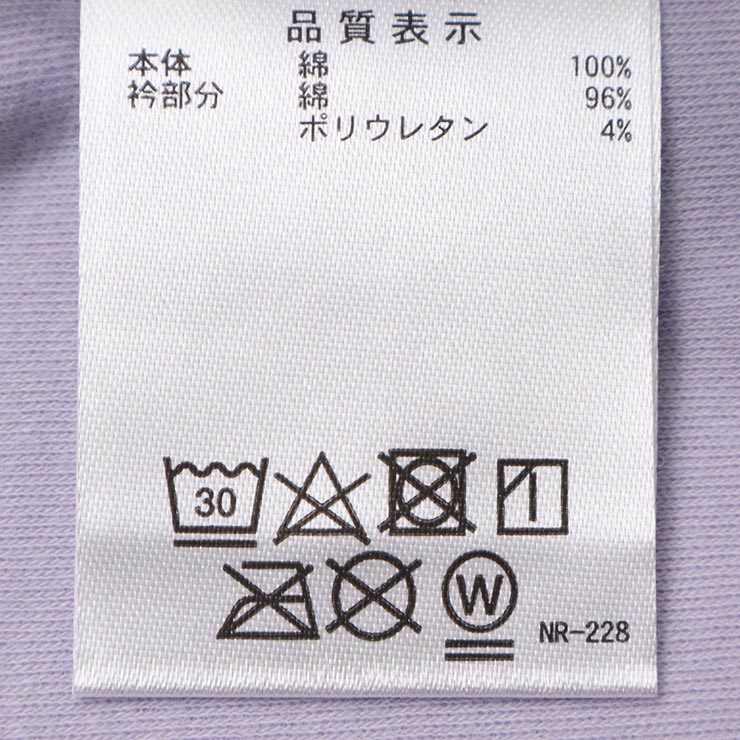 品質表示
本体 綿 100%
衿部分 綿 96%
ポリウレタン 4%
30
W NR-228